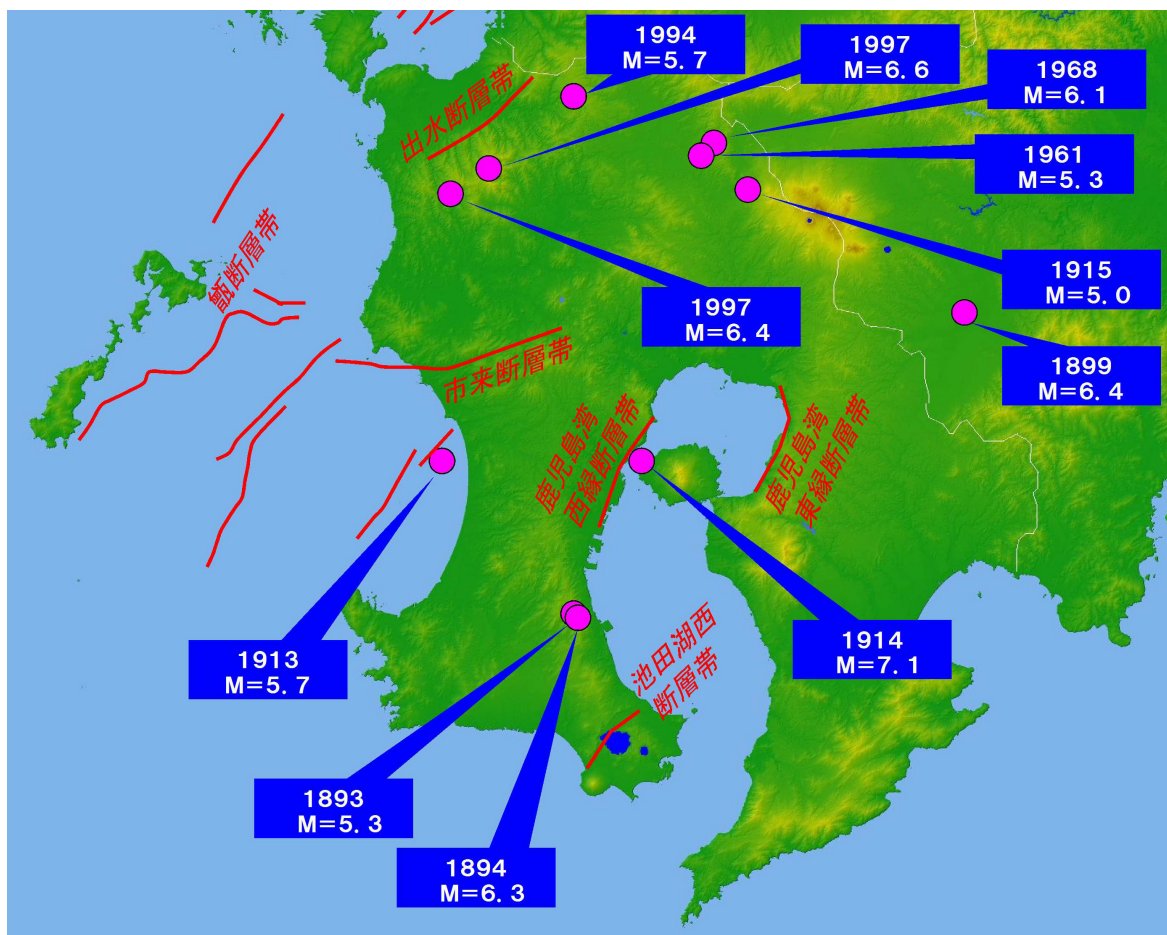 1994
M=5.7
1997
M=6.6
1968
M=6.1
1961
M=5.3
出水断層帯
甑断層帯
1915
M=5.0
1997
M=6.4
1899
M=6.4
市来断層帯
鹿児島湾
西縁断層帯
鹿児島湾
東縁断層帯
1913
M=5.7
池田湖西
断層帯
1914
M=7.1
1893
M=5.3
1894
M=6.3